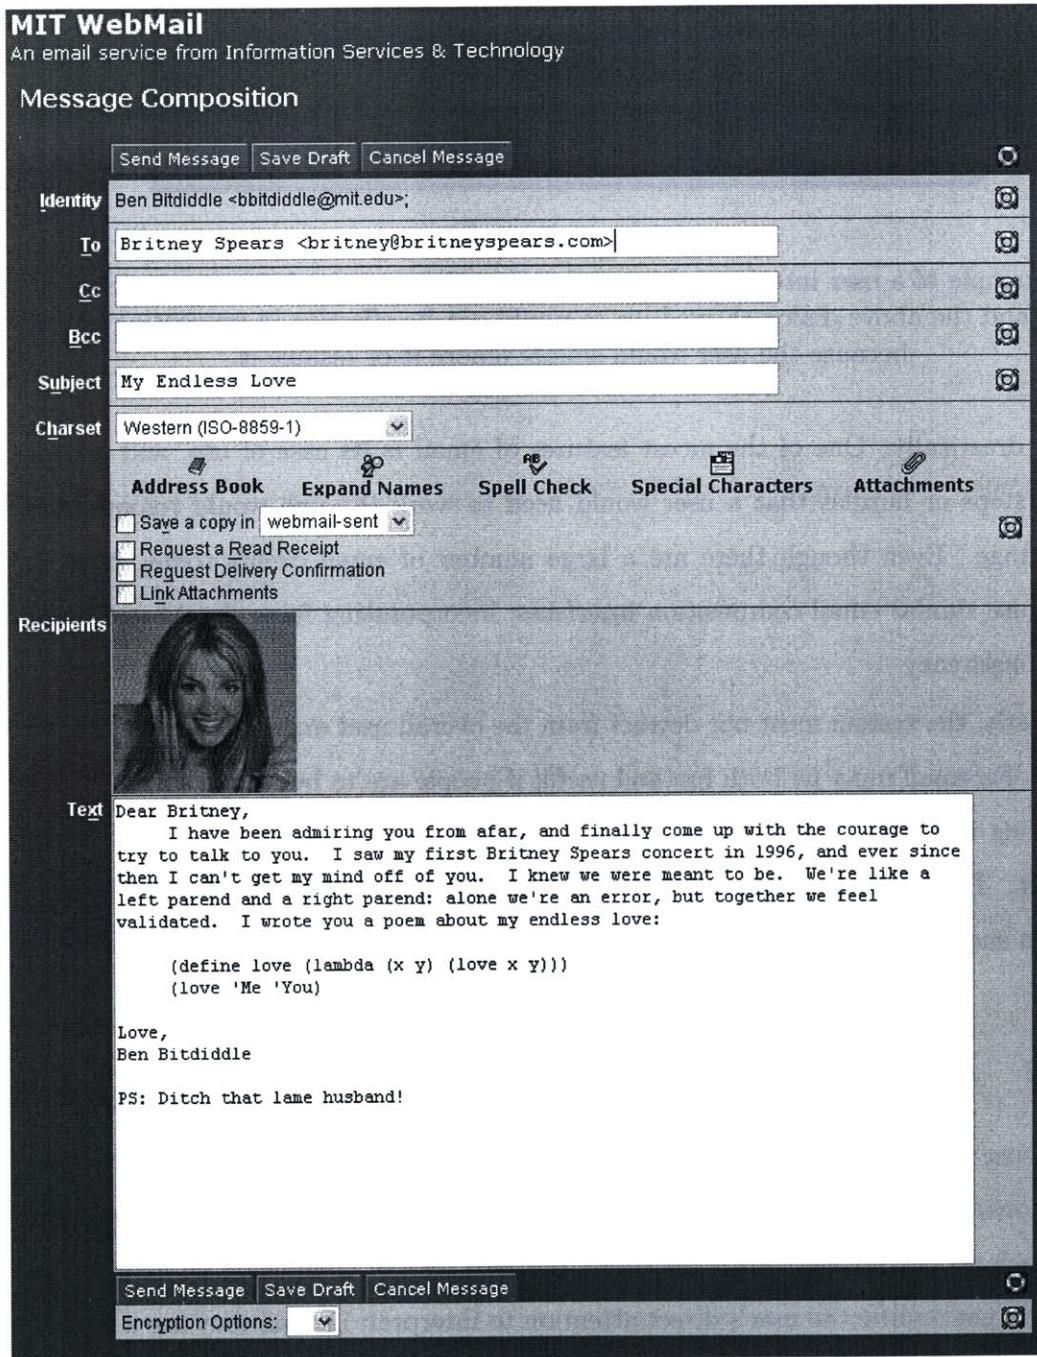 MIT WebMail
An email service from Information Services & Technology
Message Composition
Send Message Save Draft Cancel Message
Identity Ben Bitdiddle <bbitdiddle@mit.edu>;
To Britney Spears <britney@britneyspears.com>
Cc
Bcc
Subject My Endless Love
Charset Western (ISO-8859-1)
Address Book Expand Names Spell Check Special Characters Attachments
Save a copy in webmail-sent
Request a Read Receipt
Request Delivery Confirmation
Link Attachments
Recipients
Text Dear Britney,
I have been admiring you from afar, and finally come up with the courage to
try to talk to you. I saw my first Britney Spears concert in 1996, and ever since
then I can't get my mind off of you. I knew we were meant to be. We're like a
left parend and a right parend: alone we're an error, but together we feel
validated. I wrote you a poem about my endless love:
(define love (lambda (x y) (love x y)))
(love 'Me 'You)
Love,
Ben Bitdiddle
PS: Ditch that lame husband!
Send Message Save Draft Cancel Message
Encryption Options: